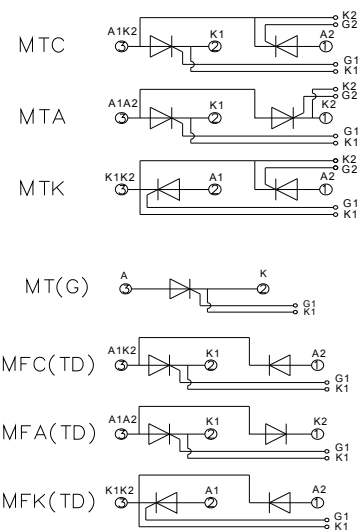 K2
G2
MTC A1K2 K1 A2
3 2 1
G1
K1
K2
G2
MTA A1A2 K1 K2
3 2 1
G1
K1
K2
G2
MTK K1K2 A1 A2
3 2 1
G1
K1
MT(G) A K
3 2
G1
K1
MFC(TD) A1K2 K1 A2
3 2 1
G1
K1
MFA(TD) A1A2 K1 K2
3 2 1
G1
K1
MFK(TD) K1K2 A1 A2
3 2 1
G1
K1